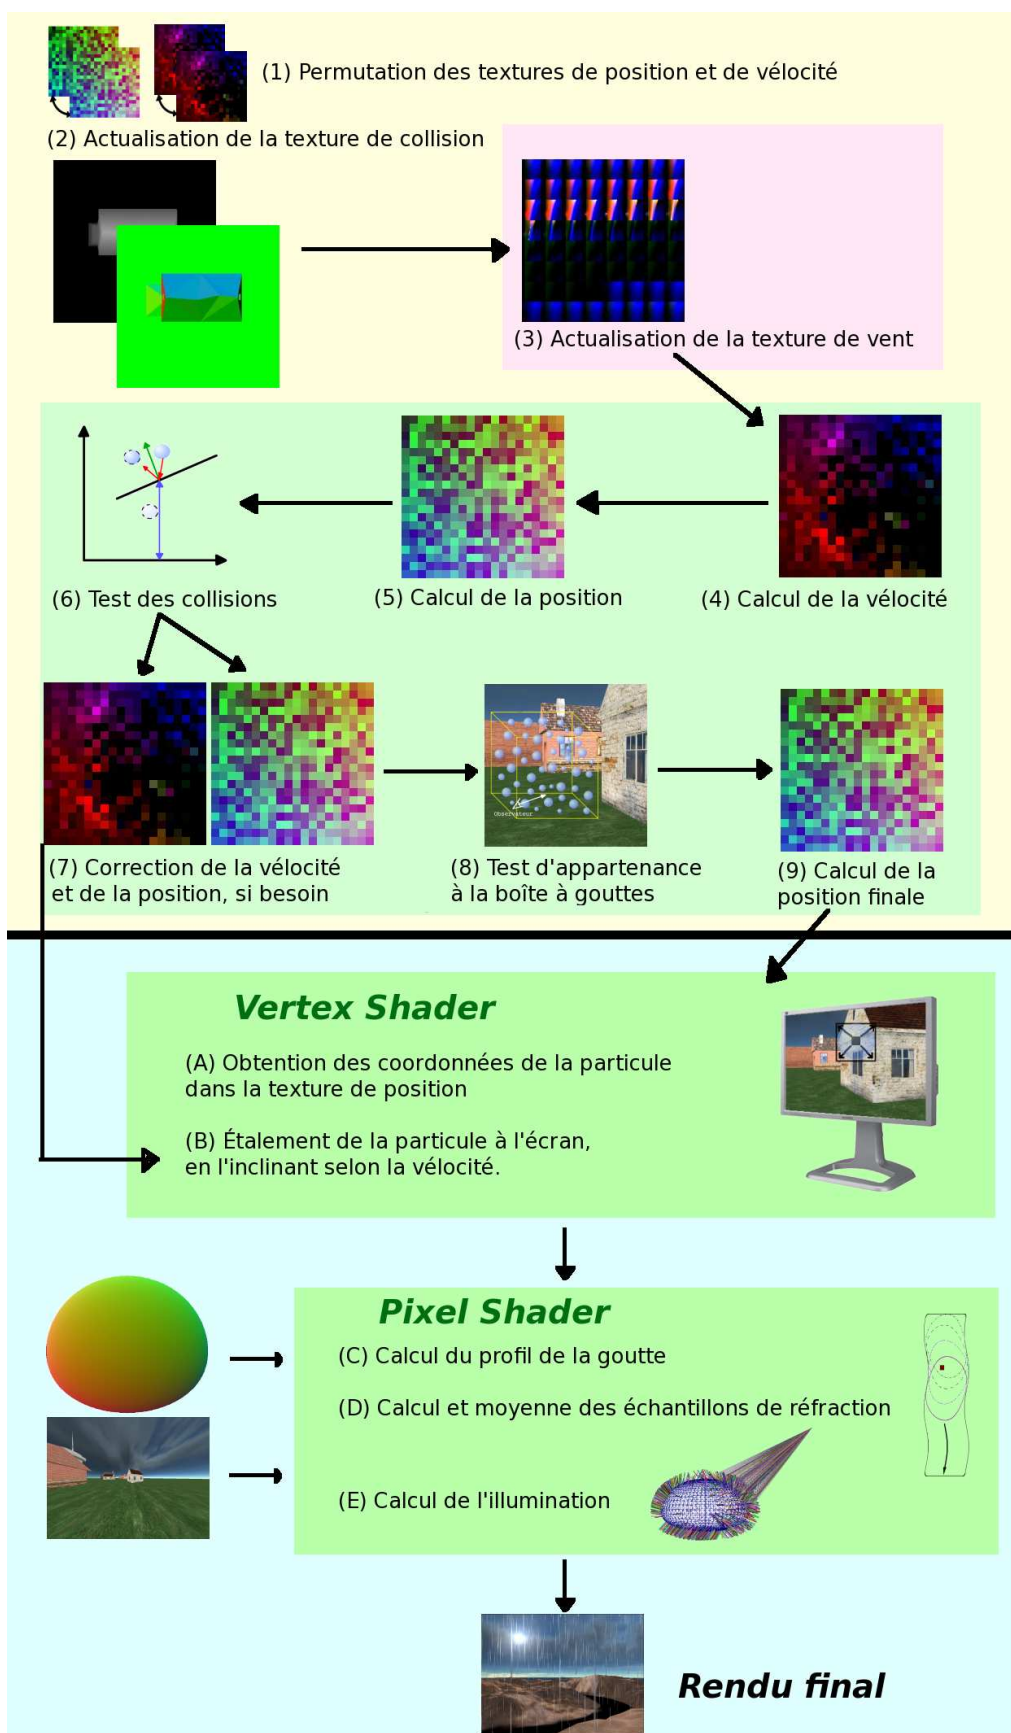 (1) Permutation des textures de position et de vélocité
(2) Actualisation de la texture de collision
(3) Actualisation de la texture de vent
(6) Test des collisions
(5) Calcul de la position
(4) Calcul de la vélocité
Observateur
(7) Correction de la vélocité
et de la position, si besoin
(8) Test d'appartenance
à la boîte à gouttes
(9) Calcul de la
position finale
Vertex Shader
(A) Obtention des coordonnées de la particule
dans la texture de position
(B) Étalement de la particule à l'écran,
en l'inclinant selon la vélocité.
Pixel Shader
(C) Calcul du profil de la goutte
(D) Calcul et moyenne des échantillons de réfraction
(E) Calcul de l'illumination
Rendu final